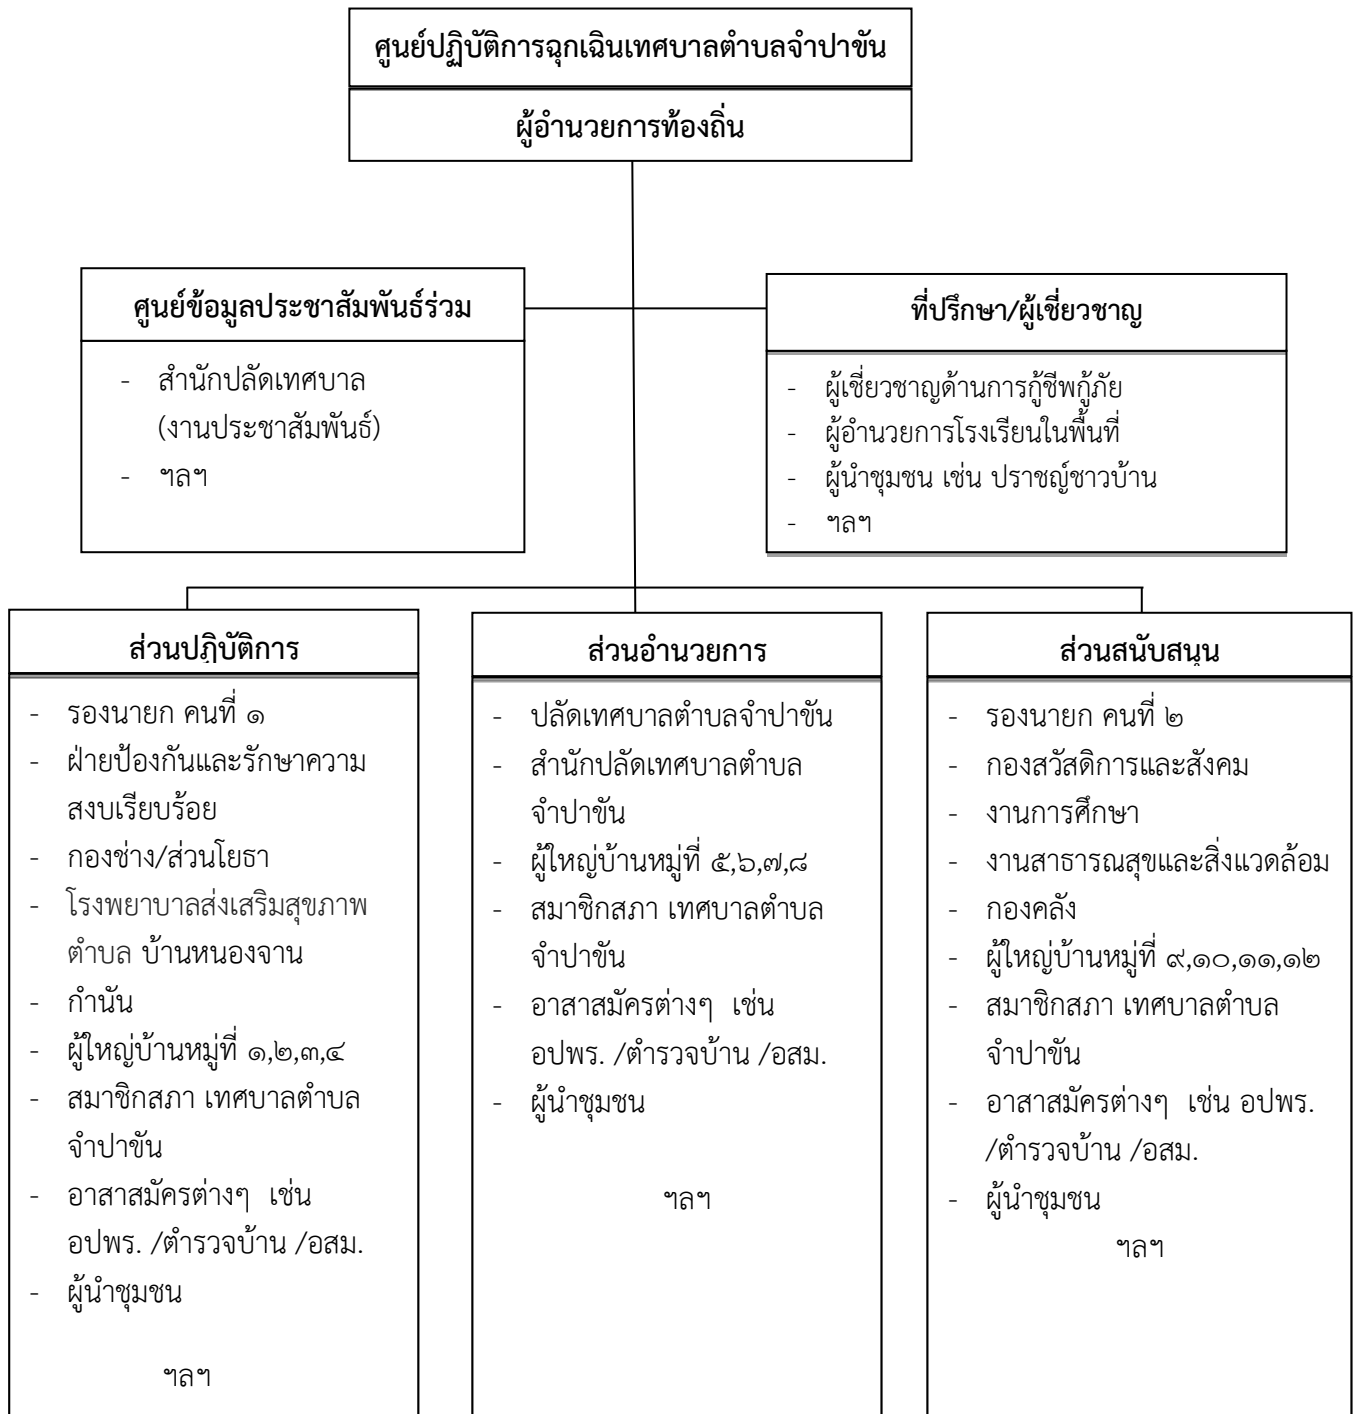 ศูนย์ปฏิบัติการฉุกเฉินเทศบาลตำบลจำปาขัน
ผู้อำนวยการท้องถิ่น
ศูนย์ข้อมูลประชาสัมพันธ์ร่วม
- สำนักปลัดเทศบาล
(งานประชาสัมพันธ์)
- ฯลฯ
ที่ปรึกษา/ผู้เชี่ยวชาญ
- ผู้เชี่ยวชาญด้านการกู้ชีพกู้ภัย
- ผู้อำนวยการโรงเรียนในพื้นที่
- ผู้นำชุมชน เช่น ปราชญ์ชาวบ้าน
- ฯลฯ
ส่วนปฏิบัติการ
- รองนายก คนที่ ๑
- ฝ่ายป้องกันและรักษาความ
สงบเรียบร้อย
- กองช่าง/ส่วนโยธา
- โรงพยาบาลส่งเสริมสุขภาพ
ตำบล บ้านหนองจาน
- กำนัน
- ผู้ใหญ่บ้านหมู่ที่ ๑,๒,๓,๔
- สมาชิกสภา เทศบาลตำบล
จำปาขัน
- อาสาสมัครต่างๆ เช่น
อปพร. /ตำรวจบ้าน /อสม.
- ผู้นำชุมชน
ฯลฯ
ส่วนอำนวยการ
- ปลัดเทศบาลตำบลจำปาขัน
- สำนักปลัดเทศบาลตำบล
จำปาขัน
- ผู้ใหญ่บ้านหมู่ที่ ๕,๖,๗,๘
- สมาชิกสภา เทศบาลตำบล
จำปาขัน
- อาสาสมัครต่างๆ เช่น
อปพร. /ตำรวจบ้าน /อสม.
- ผู้นำชุมชน
ฯลฯ
ส่วนสนับสนุน
- รองนายก คนที่ ๒
- กองสวัสดิการและสังคม
- งานการศึกษา
- งานสาธารณสุขและสิ่งแวดล้อม
- กองคลัง
- ผู้ใหญ่บ้านหมู่ที่ ๙,๑๐,๑๑,๑๒
- สมาชิกสภา เทศบาลตำบล
จำปาขัน
- อาสาสมัครต่างๆ เช่น อปพร.
/ตำรวจบ้าน /อสม.
- ผู้นำชุมชน
ฯลฯ